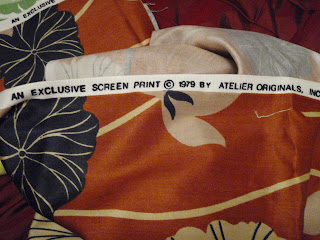 AN EXCLUSIVE
AN EXCLUSIVE SCREEN PRINT © 1979 BY ATELIER ORIGINALS, INC